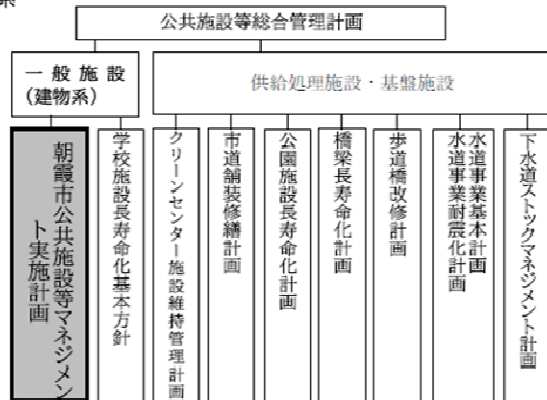 系
公共施設等総合管理計画
一般施設
(建物系)
供給処理施設・基盤施設
朝霞市公共施設等マネジメン
ト実施計画
学校施設長寿命化基本方針
クリーンセンター施設維持管理計画
市道舗装修繕計画
公園施設長寿命化計画
橋梁長寿命化計画
歩道橋改修計画
水道事業基本計画
水道事業耐震化計画
下水道ストックマネジメント計画